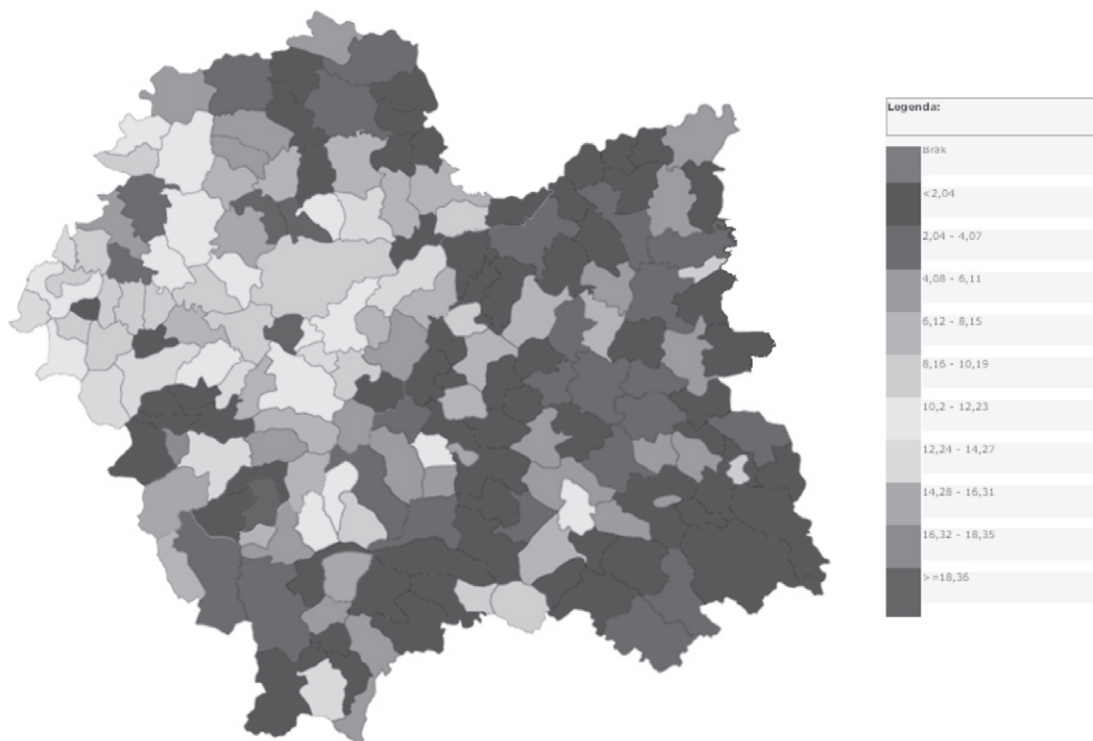 Legenda:
Brak
<2,04
2,04 - 4,07
4,08 - 6,11
6,12 - 8,15
8,16 - 10,19
10,2 - 12,23
12,24 - 14,27
14,28 - 16,31
16,32 - 18,35
>=18,36